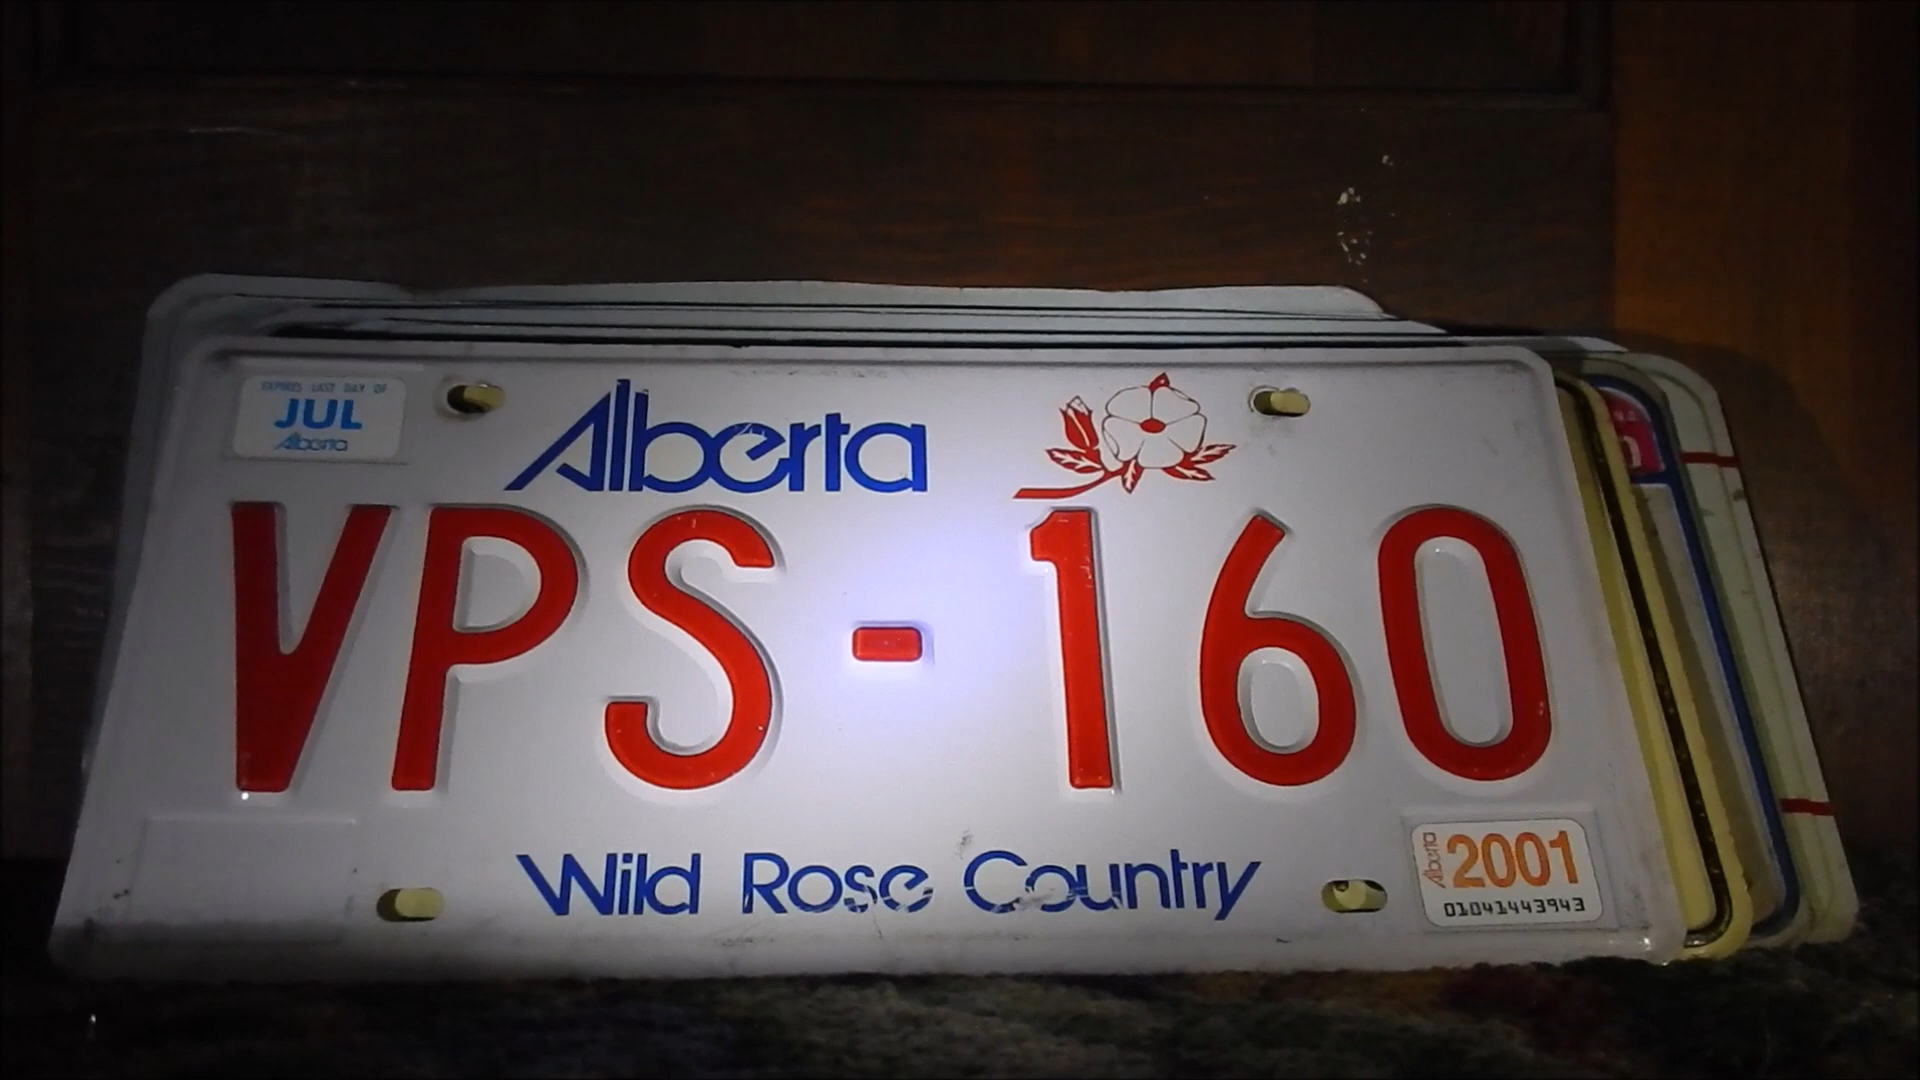 EXPIRES LAST DAY OF
JUL
Alberta
Alberta
VPS-160
Wild Rose Country
Alberta
2001
01041443943